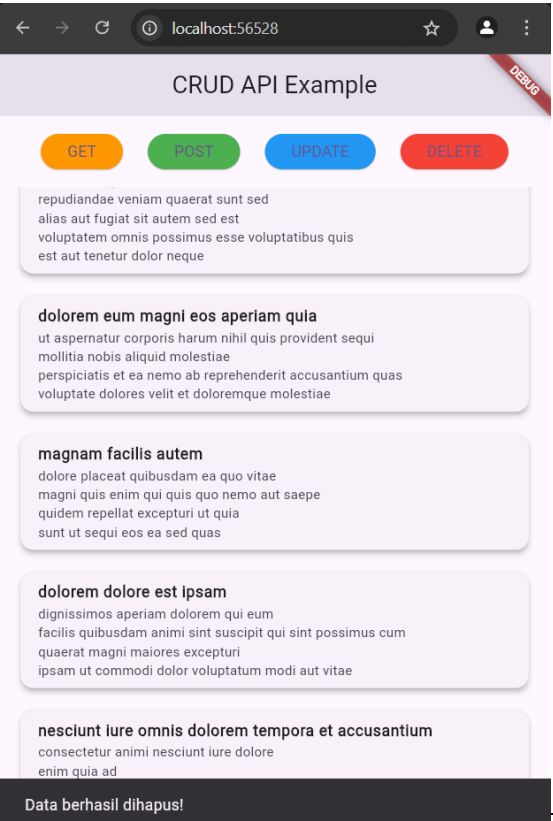 localhost:56528
CRUD API Example
DEBUG
GET POST UPDATE DELETE
repudiandae veniam quaerat sunt sed
alias aut fugiat sit autem sed est
voluptatem omnis possimus esse voluptatibus quis
est aut tenetur dolor neque
dolorem eum magni eos aperiam quia
ut aspernatur corporis harum nihil quis provident sequi
mollitia nobis aliquid molestiae
perspiciatis et ea nemo ab reprehenderit accusantium quas
voluptate dolores velit et doloremque molestiae
magnam facilis autem
dolore placeat quibusdam ea quo vitae
magni quis enim qui quis quo nemo aut saepe
quidem repellat excepturi ut quia
sunt ut sequi eos ea sed quas
dolorem dolore est ipsam
dignissimos aperiam dolorem qui eum
facilis quibusdam animi sint suscipit qui sint possimus cum
quaerat magni maiores excepturi
ipsam ut commodi dolor voluptatum modi aut vitae
nesciunt iure omnis dolorem tempora et accusantium
consectetur animi nesciunt iure dolore
enim quia ad
Data berhasil dihapus!